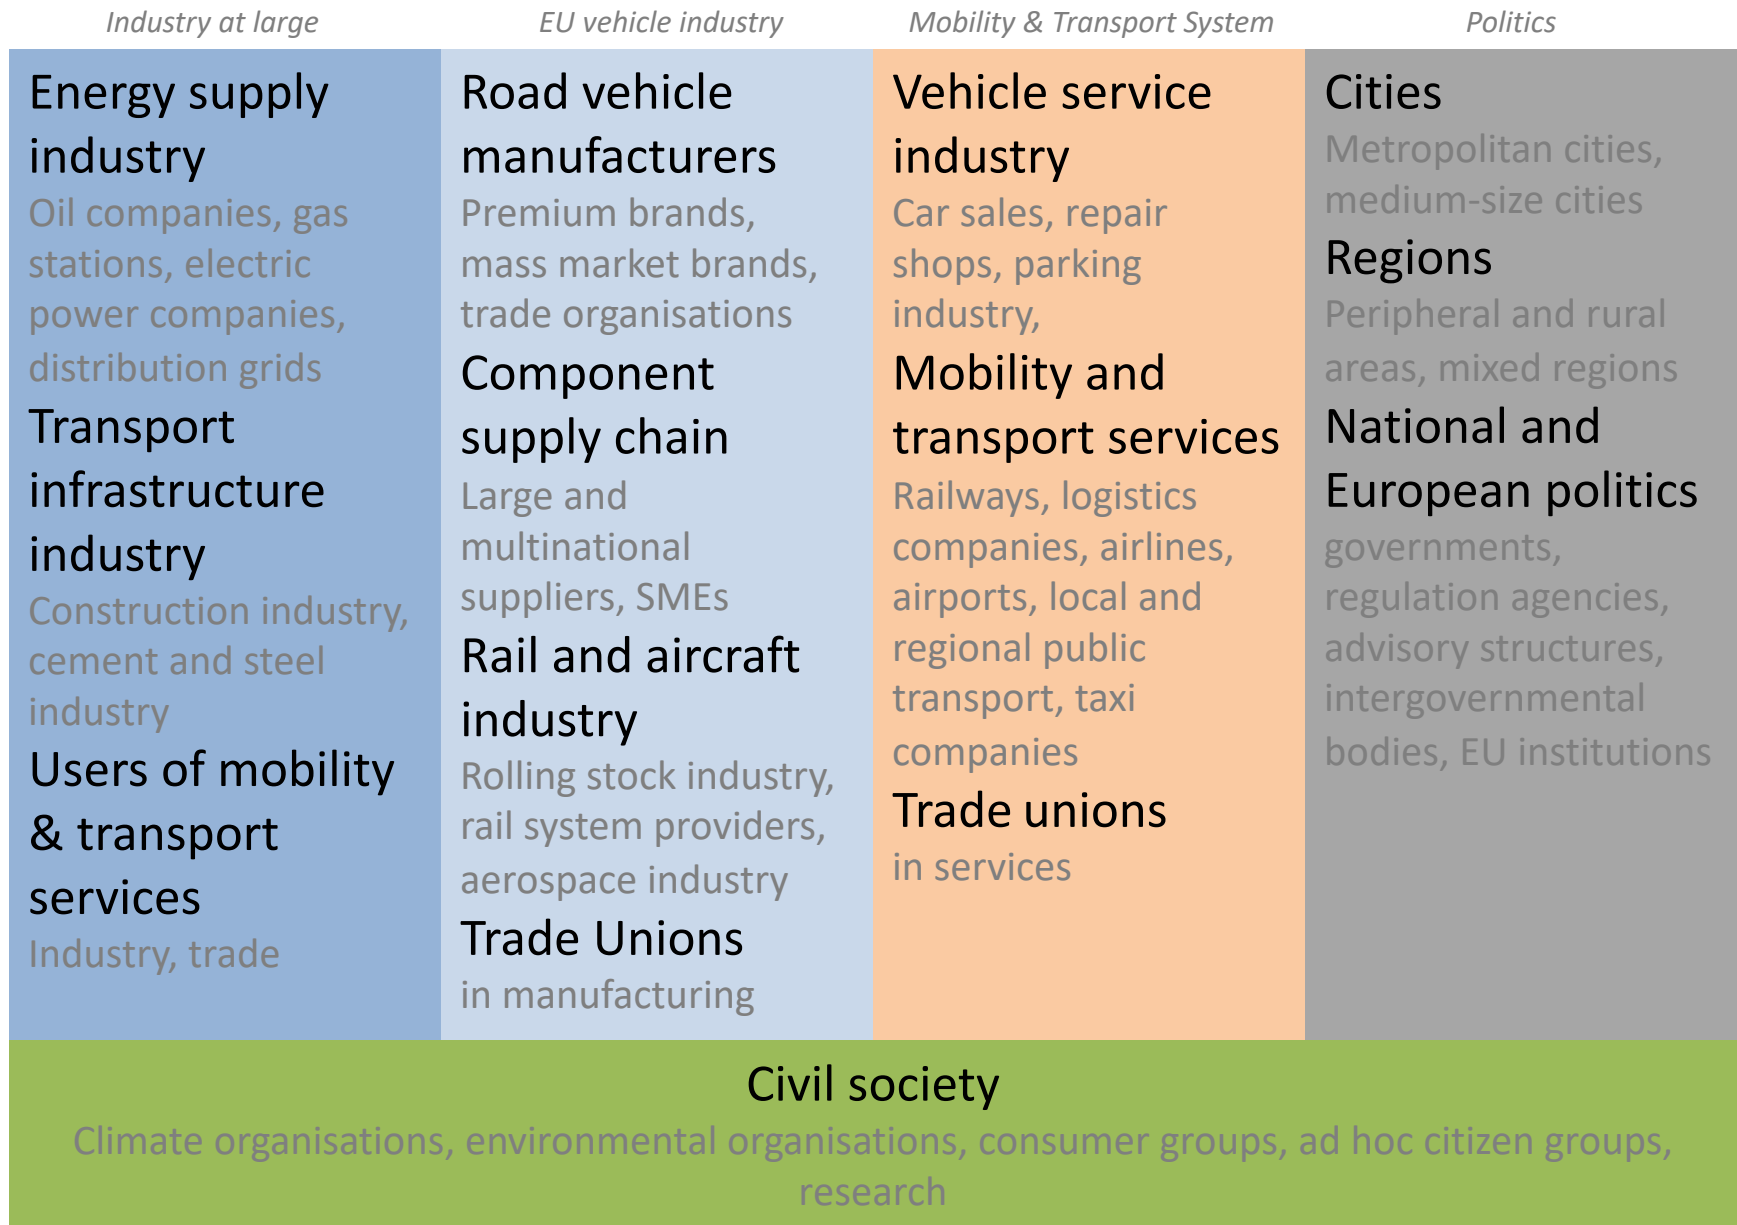 Industry at large
EU vehicle industry
Mobility & Transport System
Politics
Energy supply
industry
Oil companies, gas
stations, electric
power companies,
distribution grids
Transport
infrastructure
industry
Construction industry,
cement and steel
industry
Users of mobility
& transport
services
Industry, trade
Road vehicle
manufacturers
Premium brands,
mass market brands,
trade organisations
Component
supply chain
Large and
multinational
suppliers, SMEs
Rail and aircraft
industry
Rolling stock industry,
rail system providers,
aerospace industry
Trade Unions
in manufacturing
Vehicle service
industry
Car sales, repair
shops, parking
industry,
Mobility and
transport services
Railways, logistics
companies, airlines,
airports, local and
regional public
transport, taxi
companies
Trade unions
in services
Cities
Metropolitan cities,
medium-size cities
Regions
Peripheral and rural
areas, mixed regions
National and
European politics
governments,
regulation agencies,
advisory structures,
intergovernmental
bodies, EU institutions
Civil society
Climate organisations, environmental organisations, consumer groups, ad hoc citizen groups,
research